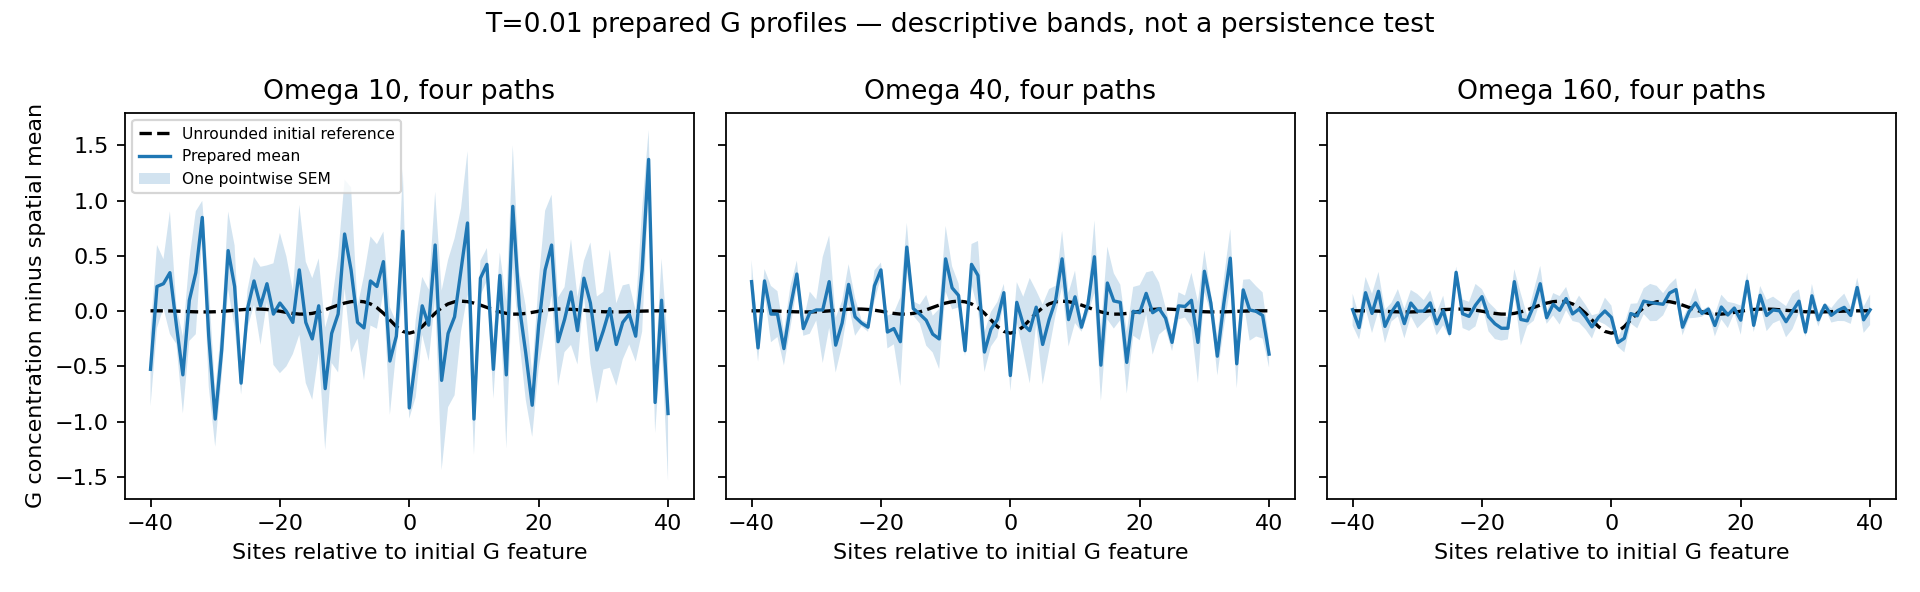 T=0.01 prepared G profiles — descriptive bands, not a persistence test
Omega 10, four paths
Omega 40, four paths
Omega 160, four paths
G concentration minus spatial mean
1.5
1.0
0.5
0.0
−0.5
−1.0
−1.5
Unrounded initial reference
Prepared mean
One pointwise SEM
−40 −20 0 20 40
−40 −20 0 20 40
−40 −20 0 20 40
Sites relative to initial G feature
Sites relative to initial G feature
Sites relative to initial G feature